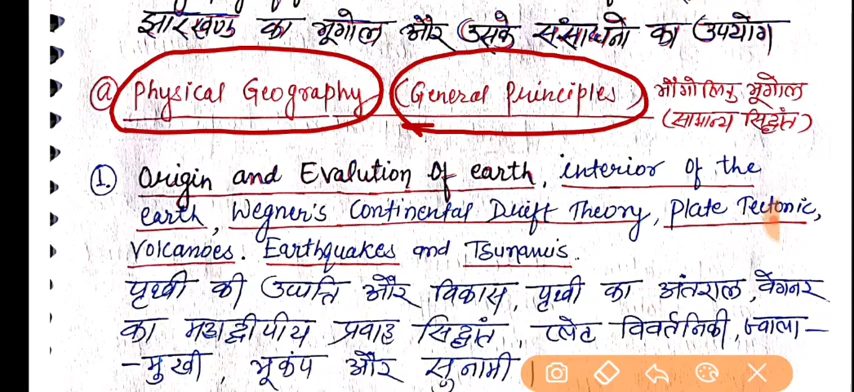 झारखण्ड का भूगोल और उसके संसाधनों का उपयोग
(a) Physical Geography (General Principles) भौगोलिक भूगोल
(सामान्य सिद्धांत)
(1.) Origin and Evalution of earth, interior of the
earth, Wegner's Continental Drift Theory, Plate Tectonic,
Volcanoes. Earthquakes and Tsunamis.
पृथ्वी की उत्पत्ति और विकास, पृथ्वी का अंतराल, वेगनर
का महाद्वीपीय प्रवाह सिद्धांत, प्लेट विवर्तनिकी, ज्वाला-
-मुखी, भूकंप और सुनामी |